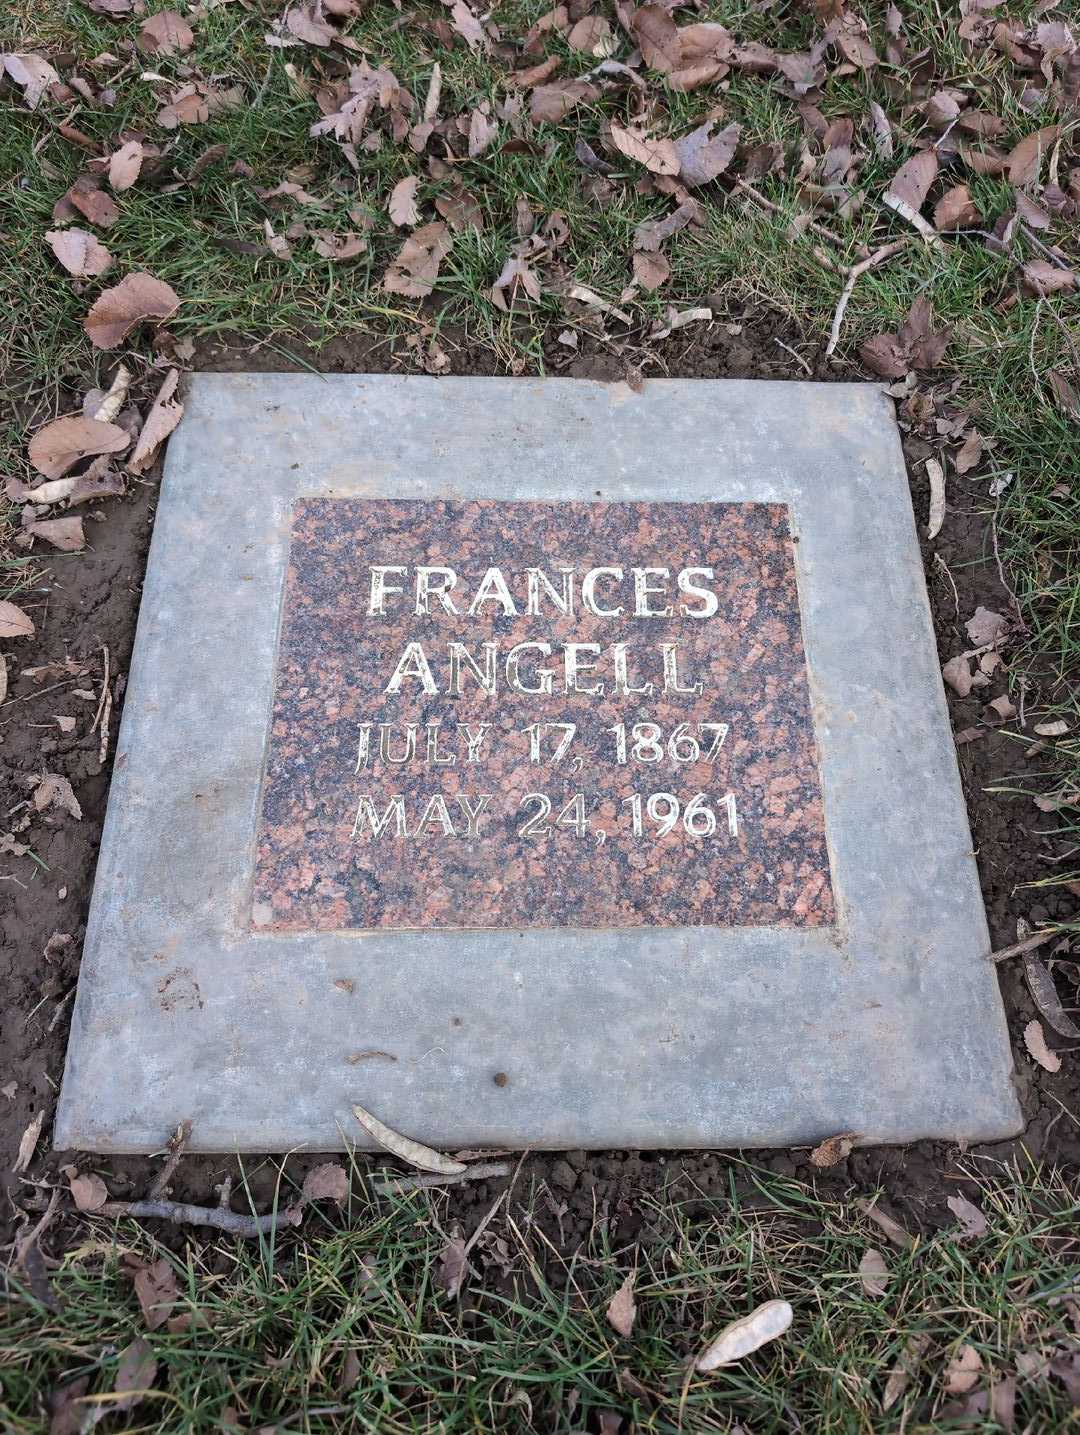 FRANCES
ANGELL
JULY 17, 1867
MAY 24, 1961